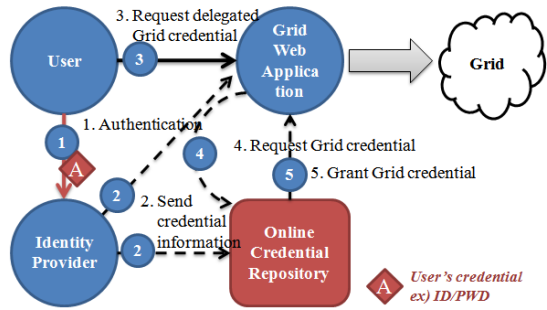 3. Request delegated
Grid credential
User
3
Grid
Web
Applica
tion
Grid
1
1. Authentication
A
4
4. Request Grid credential
5
5. Grant Grid credential
2
2. Send
credential
information
2
Identity
Provider
Online
Credential
Repository
A
User's credential
ex) ID/PWD